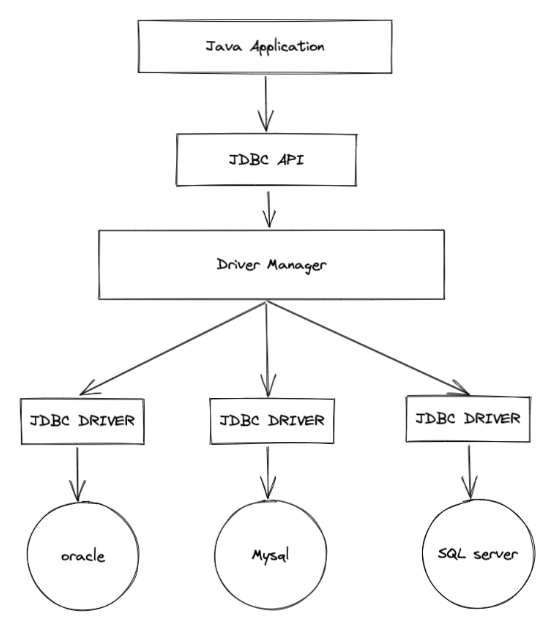 Java Application
JDBC API
Driver Manager
JDBC DRIVER
JDBC DRIVER
JDBC DRIVER
oracle
Mysql
SQL server